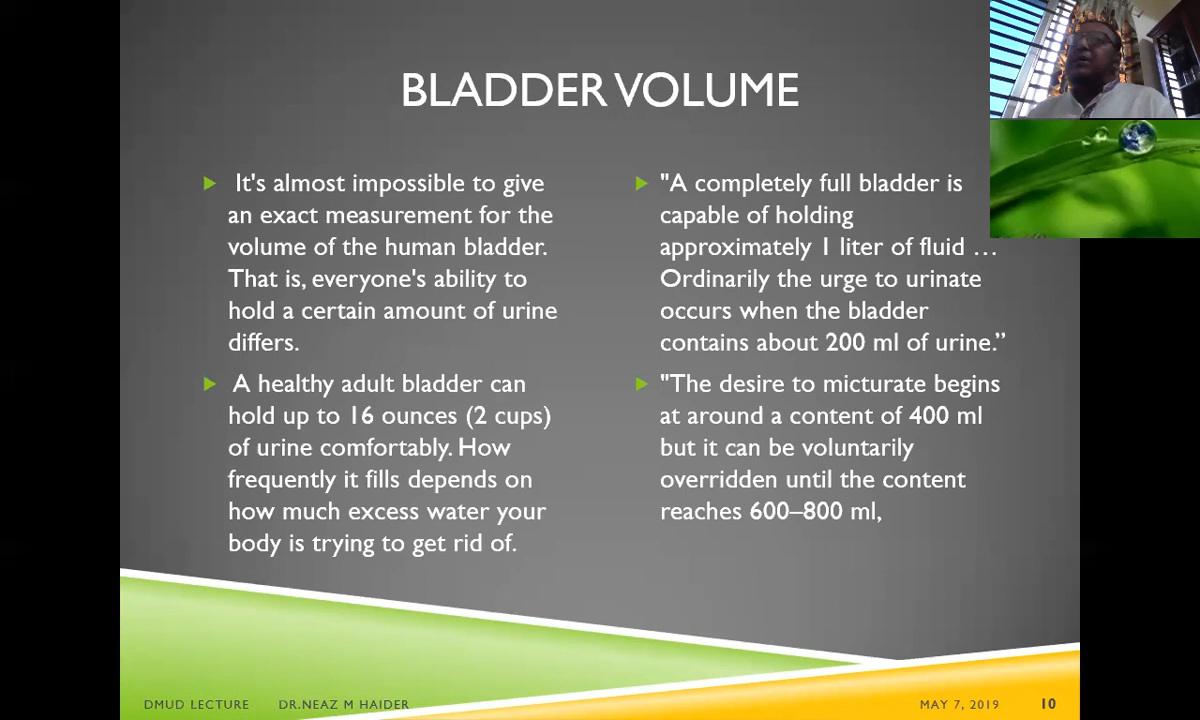 BLADDER VOLUME
It's almost impossible to give
an exact measurement for the
volume of the human bladder.
That is, everyone's ability to
hold a certain amount of urine
differs.
A healthy adult bladder can
hold up to 16 ounces (2 cups)
of urine comfortably. How
frequently it fills depends on
how much excess water your
body is trying to get rid of.
"A completely full bladder is
capable of holding
approximately 1 liter of fluid …
Ordinarily the urge to urinate
occurs when the bladder
contains about 200 ml of urine.”
"The desire to micturate begins
at around a content of 400 ml
but it can be voluntarily
overridden until the content
reaches 600–800 ml,
DMUD LECTURE DR.NEAZ M HAIDER MAY 7, 2019 10